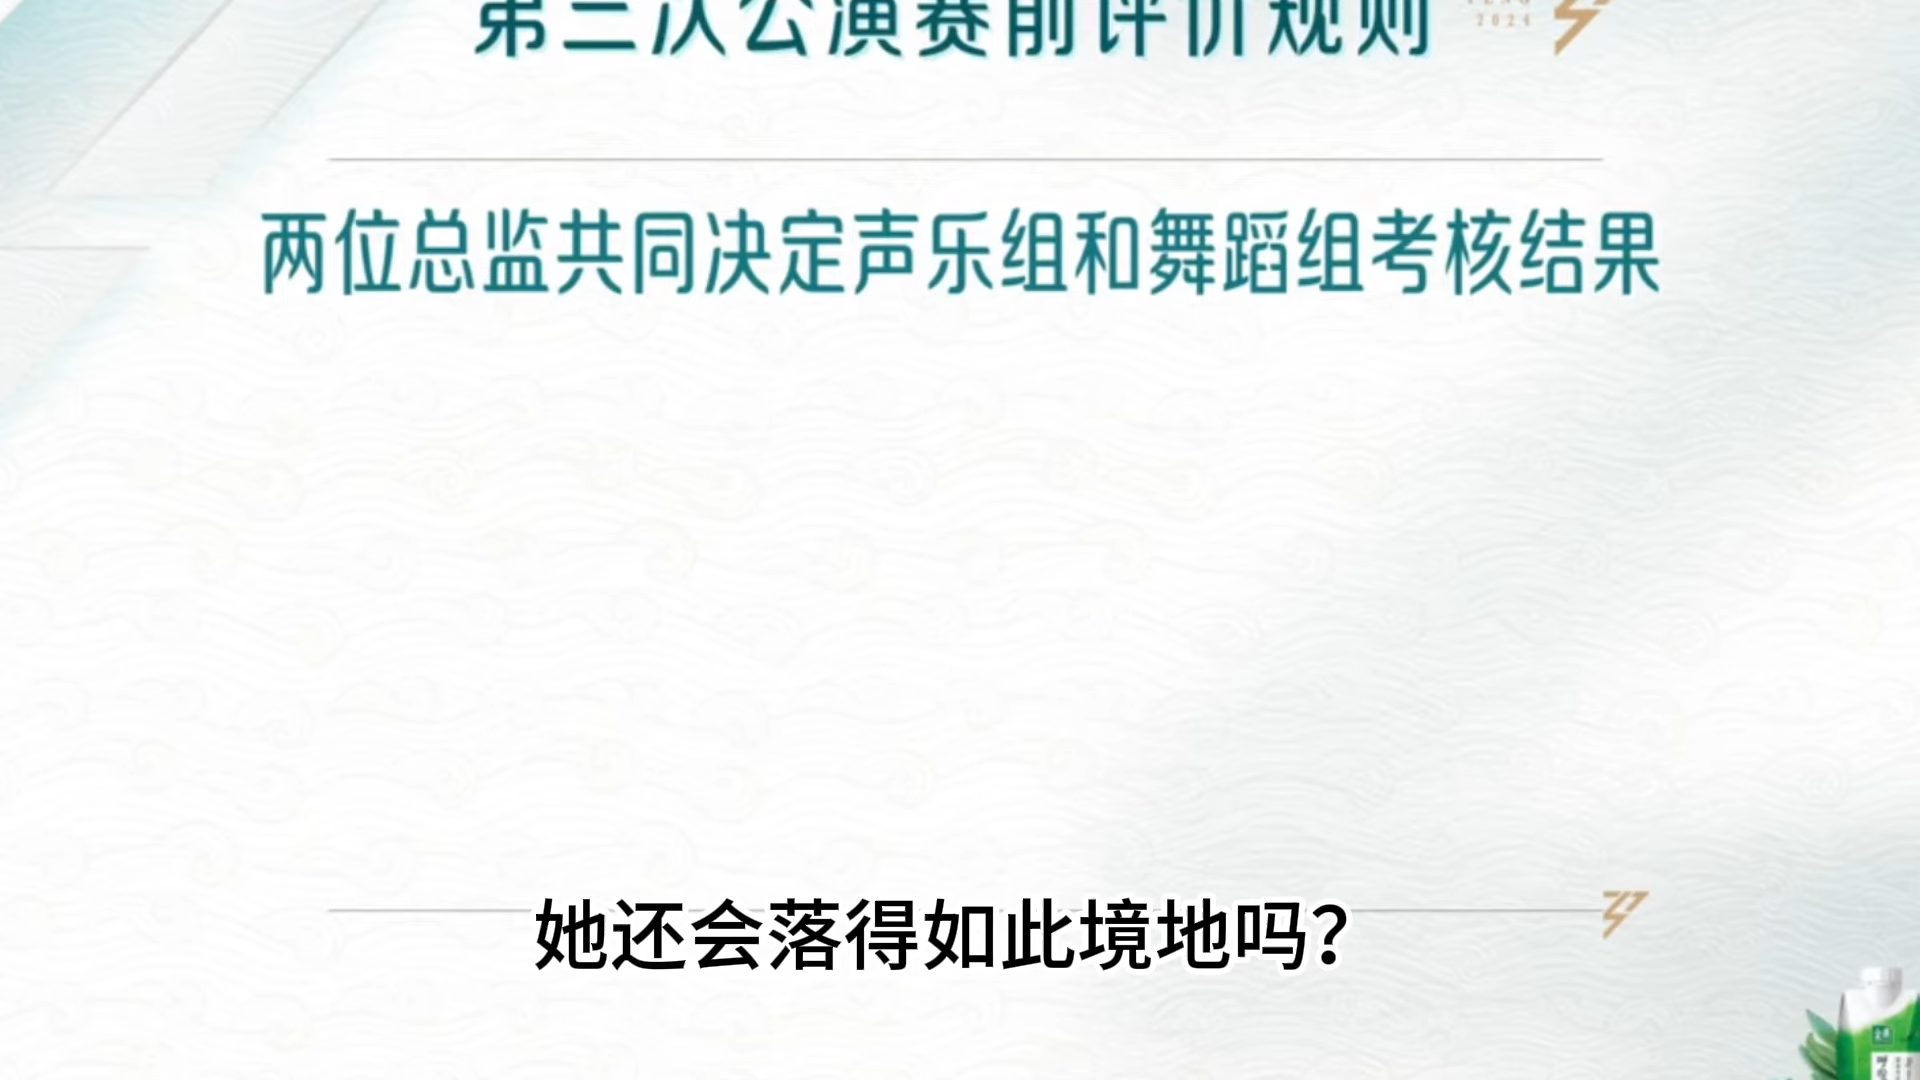 第三次公演赛前评价规则
2024
两位总监共同决定声乐组和舞蹈组考核结果
她还会落得如此境地吗？